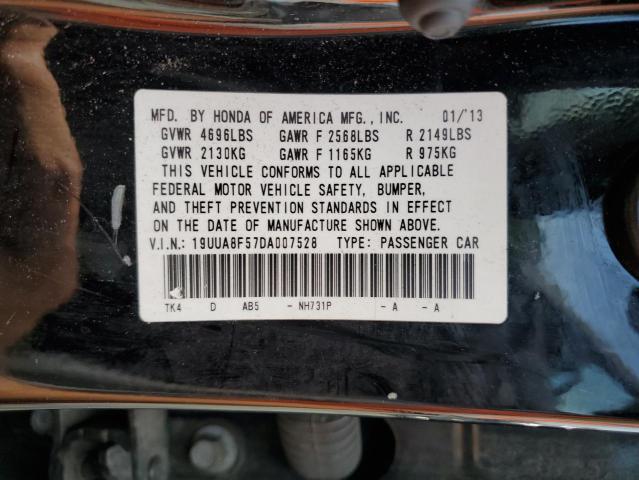 MFD. BY HONDA OF AMERICA MFG., INC. 01/'13
GVWR 4696LBS GAWR F 2568LBS R 2149LBS
GVWR 2130KG GAWR F 1165KG R 975KG
THIS VEHICLE CONFORMS TO ALL APPLICABLE
FEDERAL MOTOR VEHICLE SAFETY, BUMPER,
AND THEFT PREVENTION STANDARDS IN EFFECT
ON THE DATE OF MANUFACTURE SHOWN ABOVE.
V.I.N.: 19UUA8F57DA007528 TYPE: PASSENGER CAR
TK4 D AB5 - NH731P - A - A